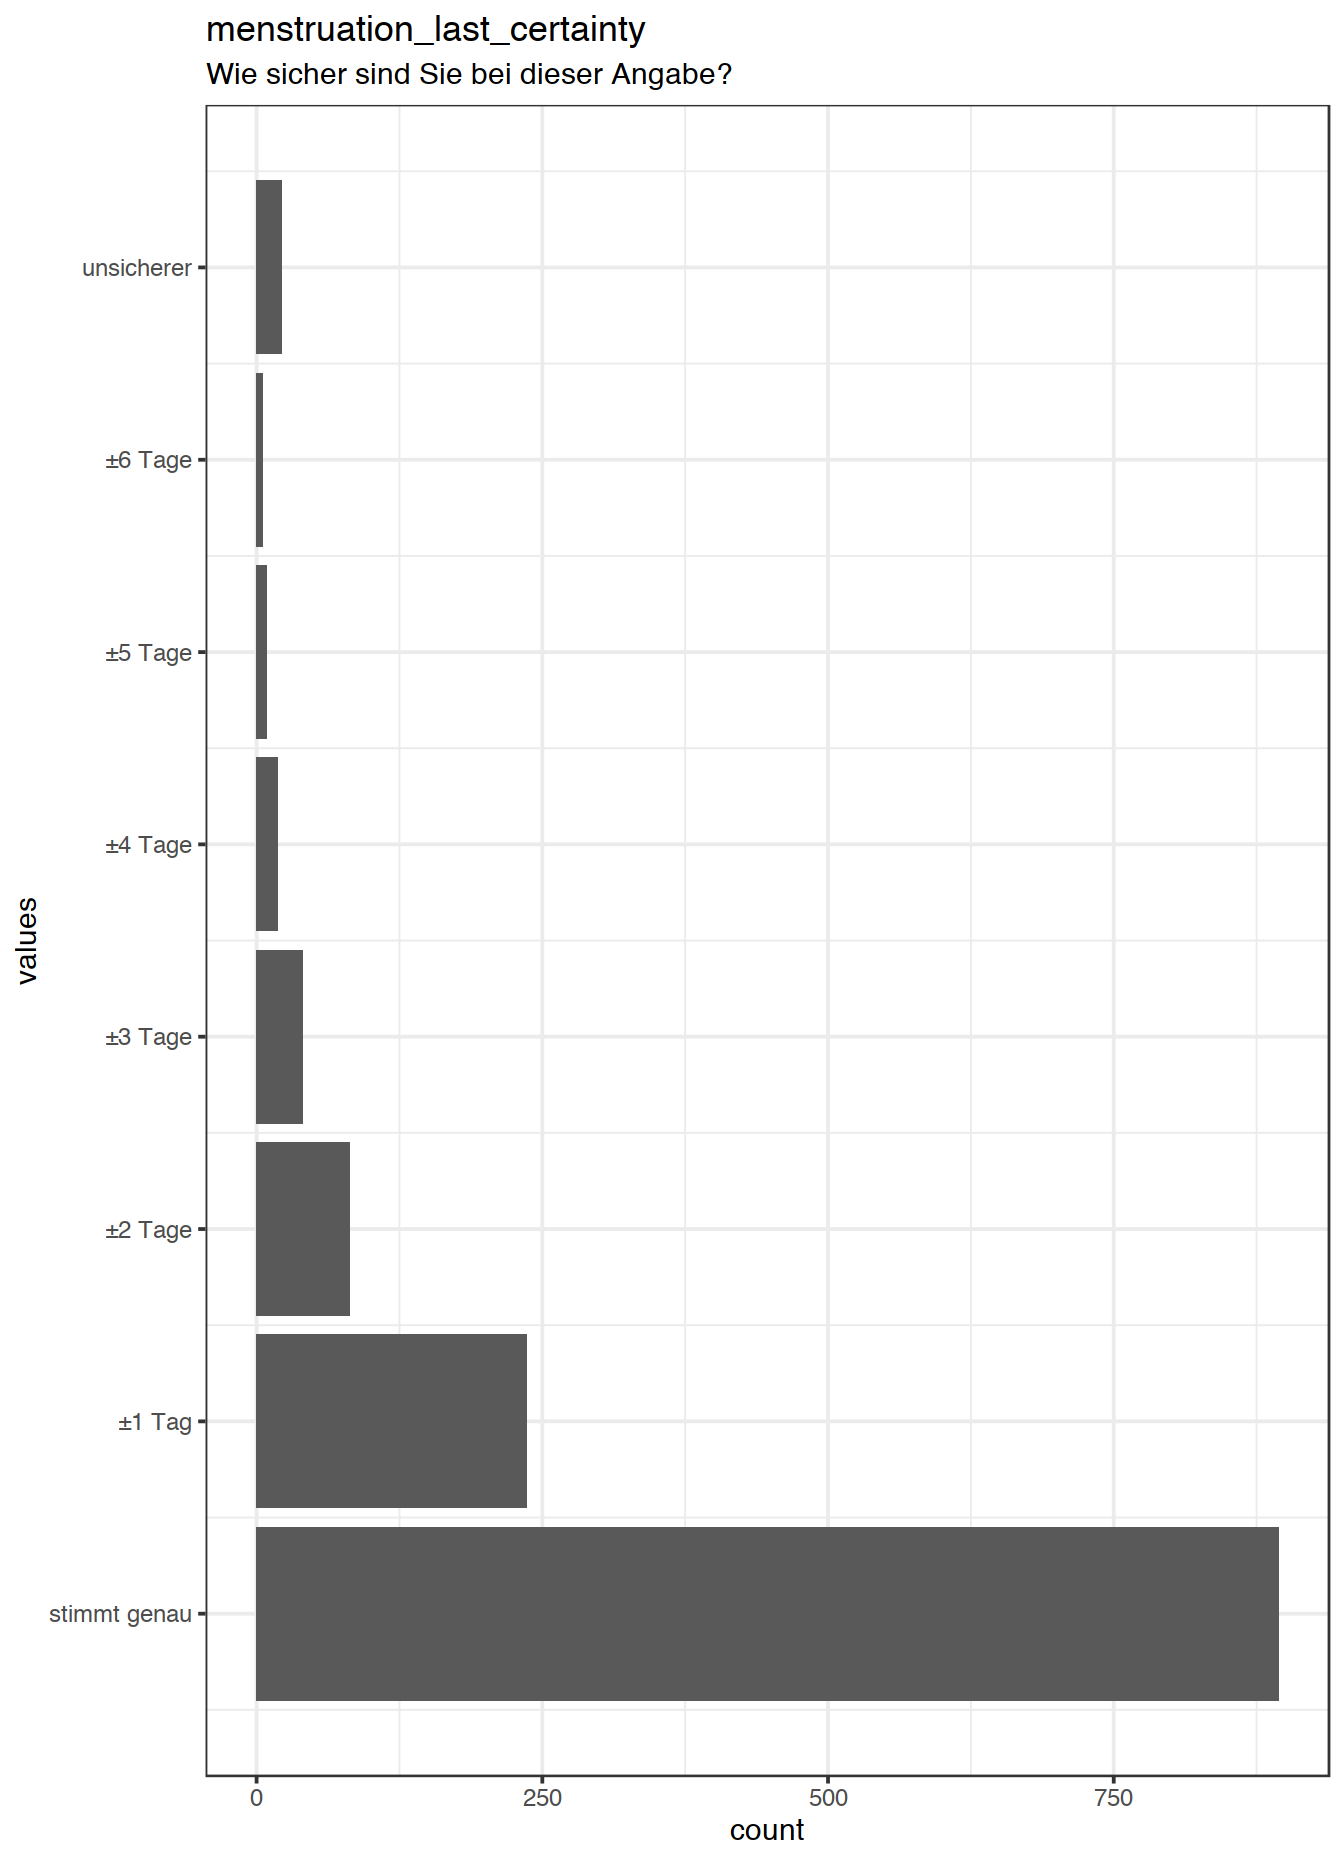 menstruation_last_certainty
Wie sicher sind Sie bei dieser Angabe?
values
unsicherer
±6 Tage
±5 Tage
±4 Tage
±3 Tage
±2 Tage
±1 Tag
stimmt genau
0 250 500 750
count